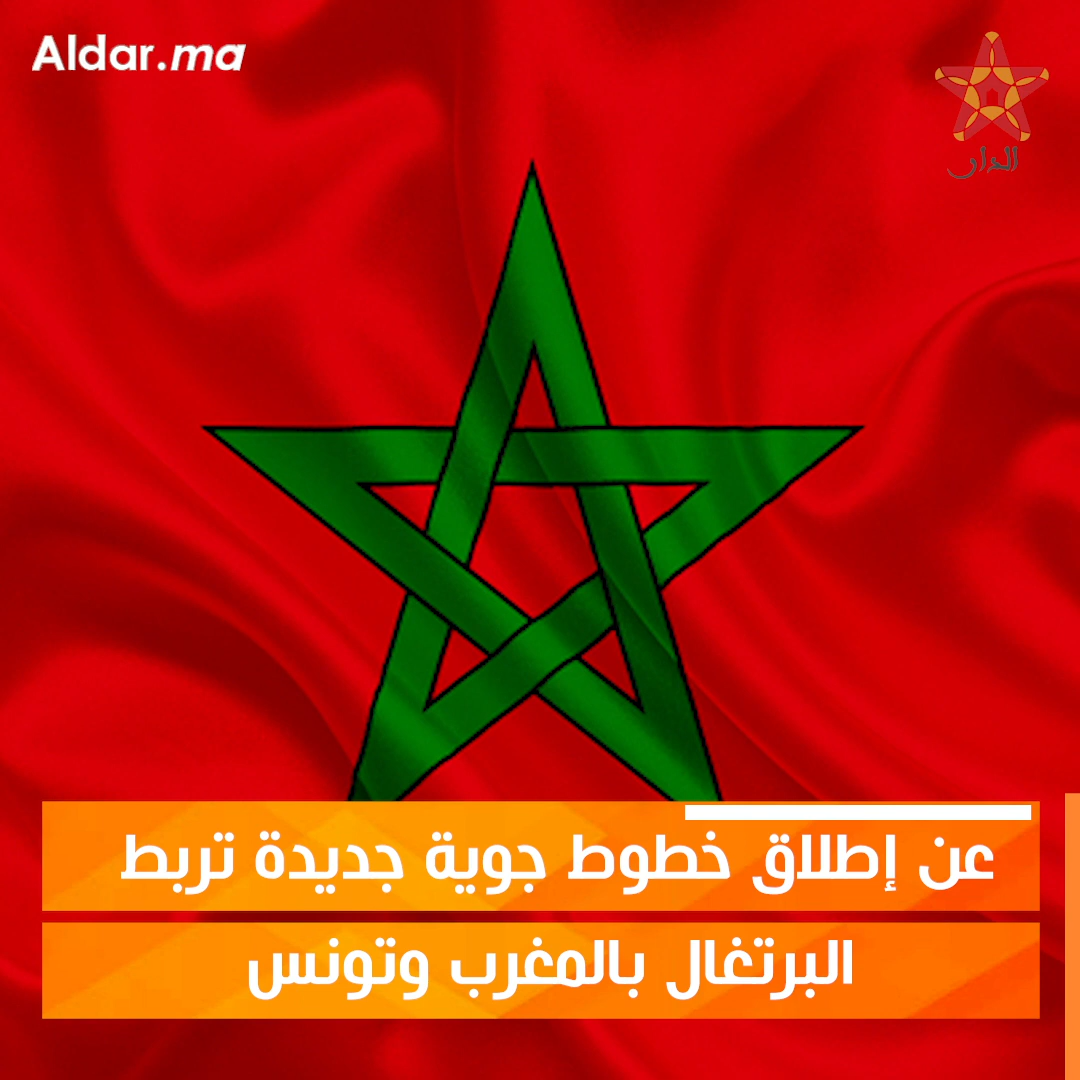 Aldar.ma
الدار
عن إطلاق خطوط جوية جديدة تربط
البرتغال بالمغرب وتونس